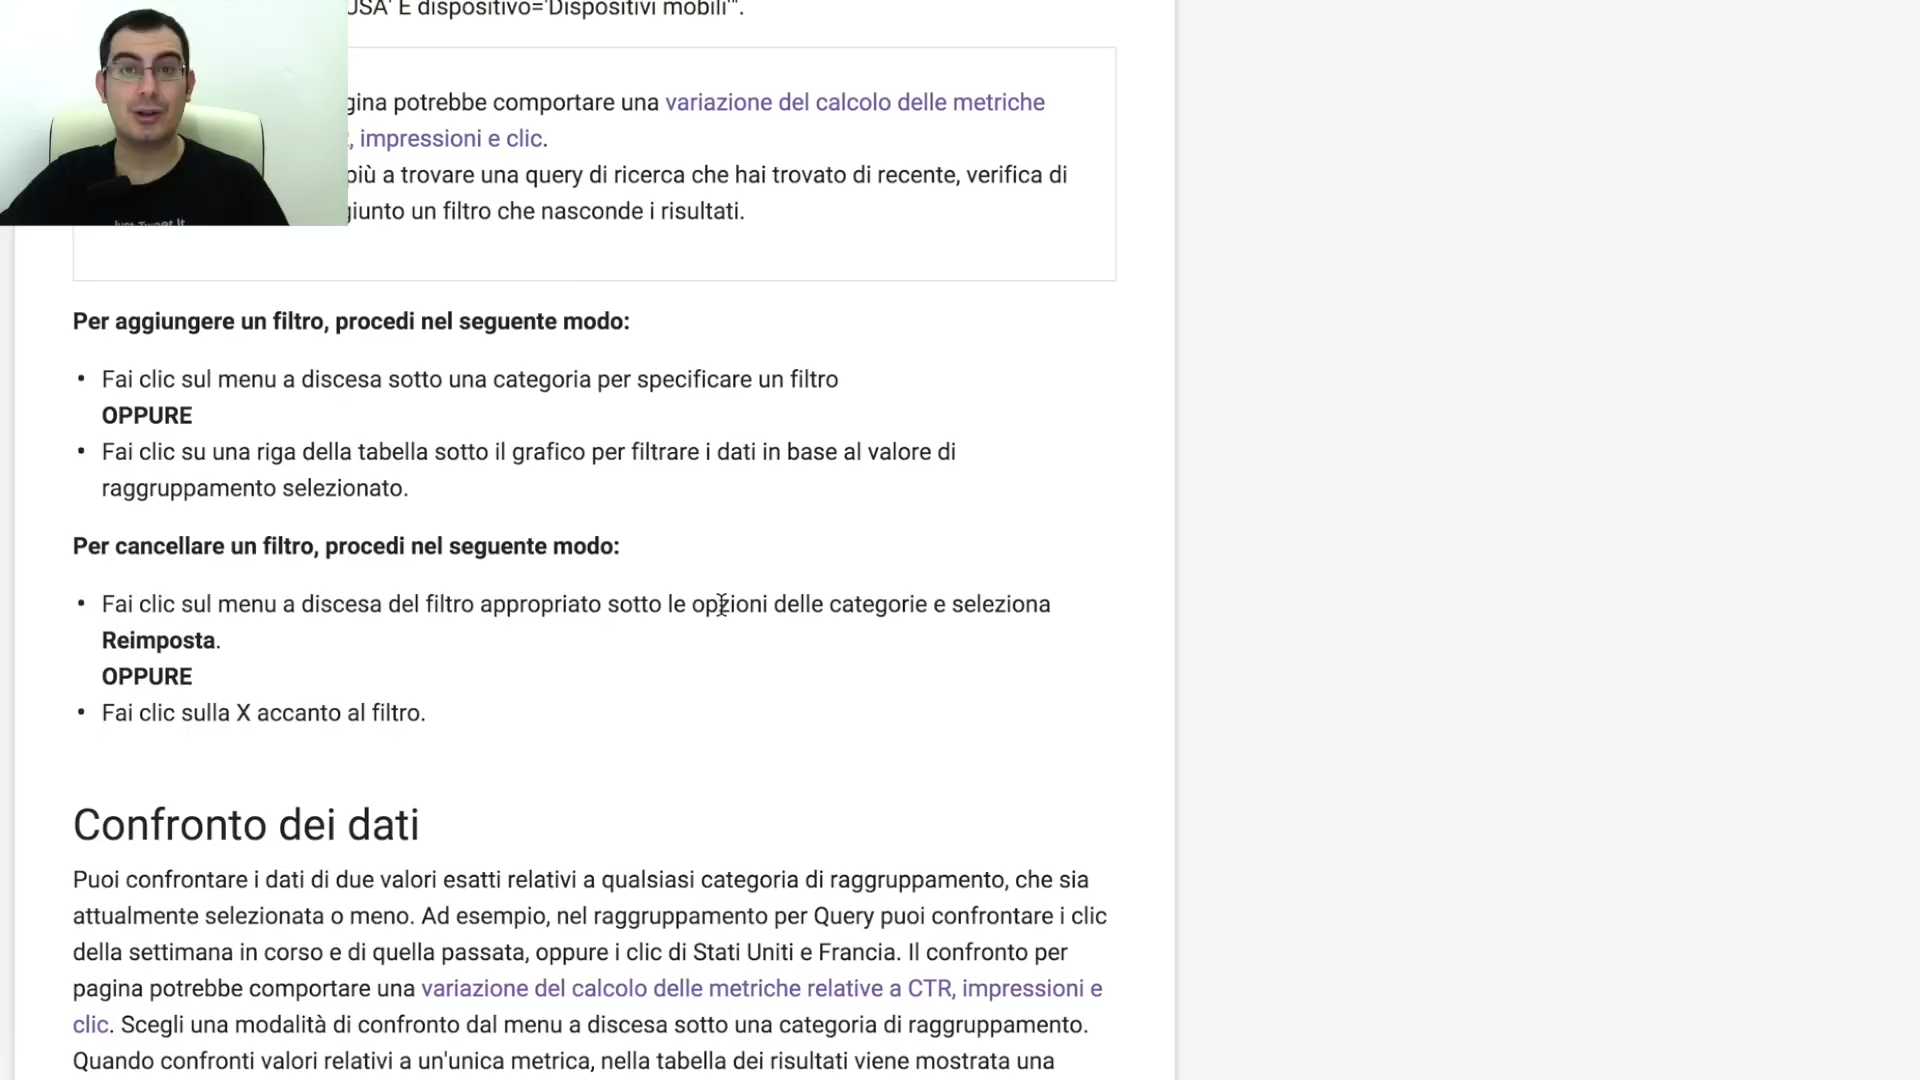 USA' E dispositivo='Dispositivi mobili'".
gina potrebbe comportare una variazione del calcolo delle metriche
, impressioni e clic.
più a trovare una query di ricerca che hai trovato di recente, verifica di
giunto un filtro che nasconde i risultati.
Just Tweet It
Per aggiungere un filtro, procedi nel seguente modo:
• Fai clic sul menu a discesa sotto una categoria per specificare un filtro
OPPURE
• Fai clic su una riga della tabella sotto il grafico per filtrare i dati in base al valore di
raggruppamento selezionato.
Per cancellare un filtro, procedi nel seguente modo:
• Fai clic sul menu a discesa del filtro appropriato sotto le opzioni delle categorie e seleziona
Reimposta.
OPPURE
• Fai clic sulla X accanto al filtro.
Confronto dei dati
Puoi confrontare i dati di due valori esatti relativi a qualsiasi categoria di raggruppamento, che sia
attualmente selezionata o meno. Ad esempio, nel raggruppamento per Query puoi confrontare i clic
della settimana in corso e di quella passata, oppure i clic di Stati Uniti e Francia. Il confronto per
pagina potrebbe comportare una variazione del calcolo delle metriche relative a CTR, impressioni e
clic. Scegli una modalità di confronto dal menu a discesa sotto una categoria di raggruppamento.
Quando confronti valori relativi a un'unica metrica, nella tabella dei risultati viene mostrata una